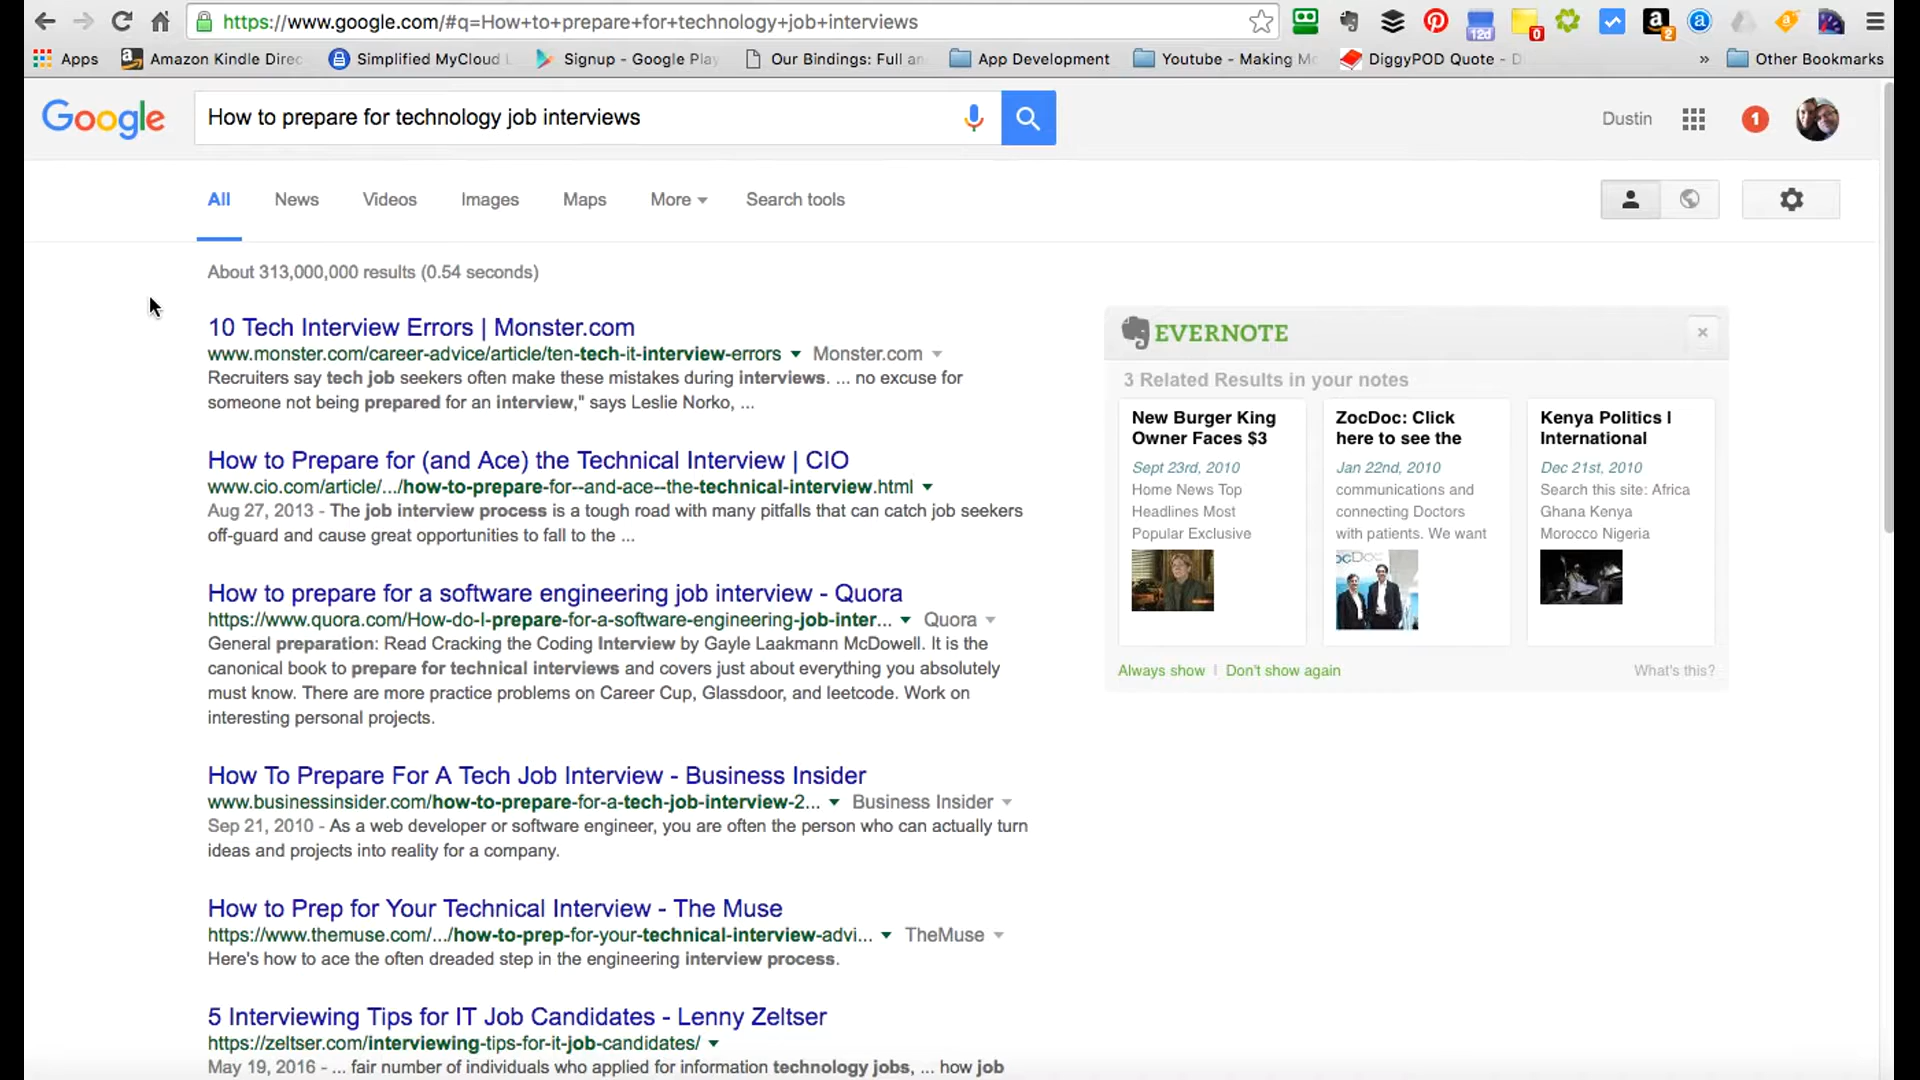 https://www.google.com/#q=How+to+prepare+for+technology+job+interviews
12d
0
2
Apps
Amazon Kindle Direc
Simplified MyCloud
Signup - Google Play
Our Bindings: Full an
App Development
Youtube - Making Mo
DiggyPOD Quote - D
»
Other Bookmarks
Google
How to prepare for technology job interviews
Dustin
1
All
News
Videos
Images
Maps
More
Search tools
About 313,000,000 results (0.54 seconds)
10 Tech Interview Errors | Monster.com
www.monster.com/career-advice/article/ten-tech-it-interview-errors Monster.com
Recruiters say tech job seekers often make these mistakes during interviews. ... no excuse for
someone not being prepared for an interview," says Leslie Norko, ...
How to Prepare for (and Ace) the Technical Interview | CIO
www.cio.com/article/.../how-to-prepare-for--and-ace--the-technical-interview.html
Aug 27, 2013 - The job interview process is a tough road with many pitfalls that can catch job seekers
off-guard and cause great opportunities to fall to the ...
How to prepare for a software engineering job interview - Quora
https://www.quora.com/How-do-I-prepare-for-a-software-engineering-job-inter... Quora
General preparation: Read Cracking the Coding Interview by Gayle Laakmann McDowell. It is the
canonical book to prepare for technical interviews and covers just about everything you absolutely
must know. There are more practice problems on Career Cup, Glassdoor, and leetcode. Work on
interesting personal projects.
How To Prepare For A Tech Job Interview - Business Insider
www.businessinsider.com/how-to-prepare-for-a-tech-job-interview-2... Business Insider
Sep 21, 2010 - As a web developer or software engineer, you are often the person who can actually turn
ideas and projects into reality for a company.
How to Prep for Your Technical Interview - The Muse
https://www.themuse.com/.../how-to-prep-for-your-technical-interview-advi... TheMuse
Here's how to ace the often dreaded step in the engineering interview process.
5 Interviewing Tips for IT Job Candidates - Lenny Zeltser
https://zeltser.com/interviewing-tips-for-it-job-candidates/
May 19, 2016 - ... fair number of individuals who applied for information technology jobs, ... how job
EVERNOTE
×
3 Related Results in your notes
New Burger King
Owner Faces $3
Sept 23rd, 2010
Home News Top
Headlines Most
Popular Exclusive
ZocDoc: Click
here to see the
Jan 22nd, 2010
communications and
connecting Doctors
with patients. We want
ocDoc
Kenya Politics I
International
Dec 21st, 2010
Search this site: Africa
Ghana Kenya
Morocco Nigeria
Always show | Don't show again
What's this?